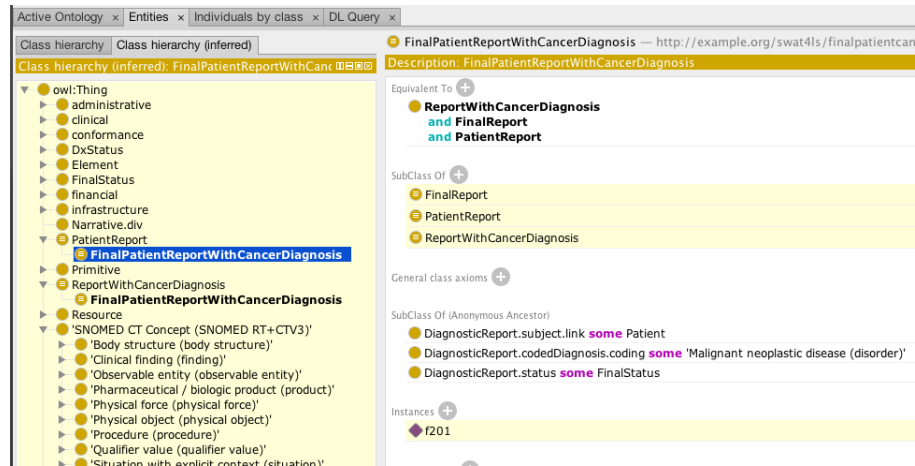 Active Ontology × Entities × Individuals by class × DL Query ×
Class hierarchy Class hierarchy (inferred)
Class hierarchy (inferred): FinalPatientReportWithCanc
owl:Thing
administrative
clinical
conformance
DxStatus
Element
FinalStatus
financial
infrastructure
Narrative.div
PatientReport
FinalPatientReportWithCancerDiagnosis
Primitive
ReportWithCancerDiagnosis
FinalPatientReportWithCancerDiagnosis
Resource
'SNOMED CT Concept (SNOMED RT+CTV3)'
'Body structure (body structure)'
'Clinical finding (finding)'
'Observable entity (observable entity)'
'Pharmaceutical / biologic product (product)'
'Physical force (physical force)'
'Physical object (physical object)'
'Procedure (procedure)'
'Qualifier value (qualifier value)'
'Situation with explicit context (situation)'
FinalPatientReportWithCancerDiagnosis — http://example.org/swat4ls/finalpatientcan
Description: FinalPatientReportWithCancerDiagnosis
Equivalent To
ReportWithCancerDiagnosis
and FinalReport
and PatientReport
SubClass Of
FinalReport
PatientReport
ReportWithCancerDiagnosis
General class axioms
SubClass Of (Anonymous Ancestor)
DiagnosticReport.subject.link some Patient
DiagnosticReport.codedDiagnosis.coding some 'Malignant neoplastic disease (disorder)'
DiagnosticReport.status some FinalStatus
Instances
f201